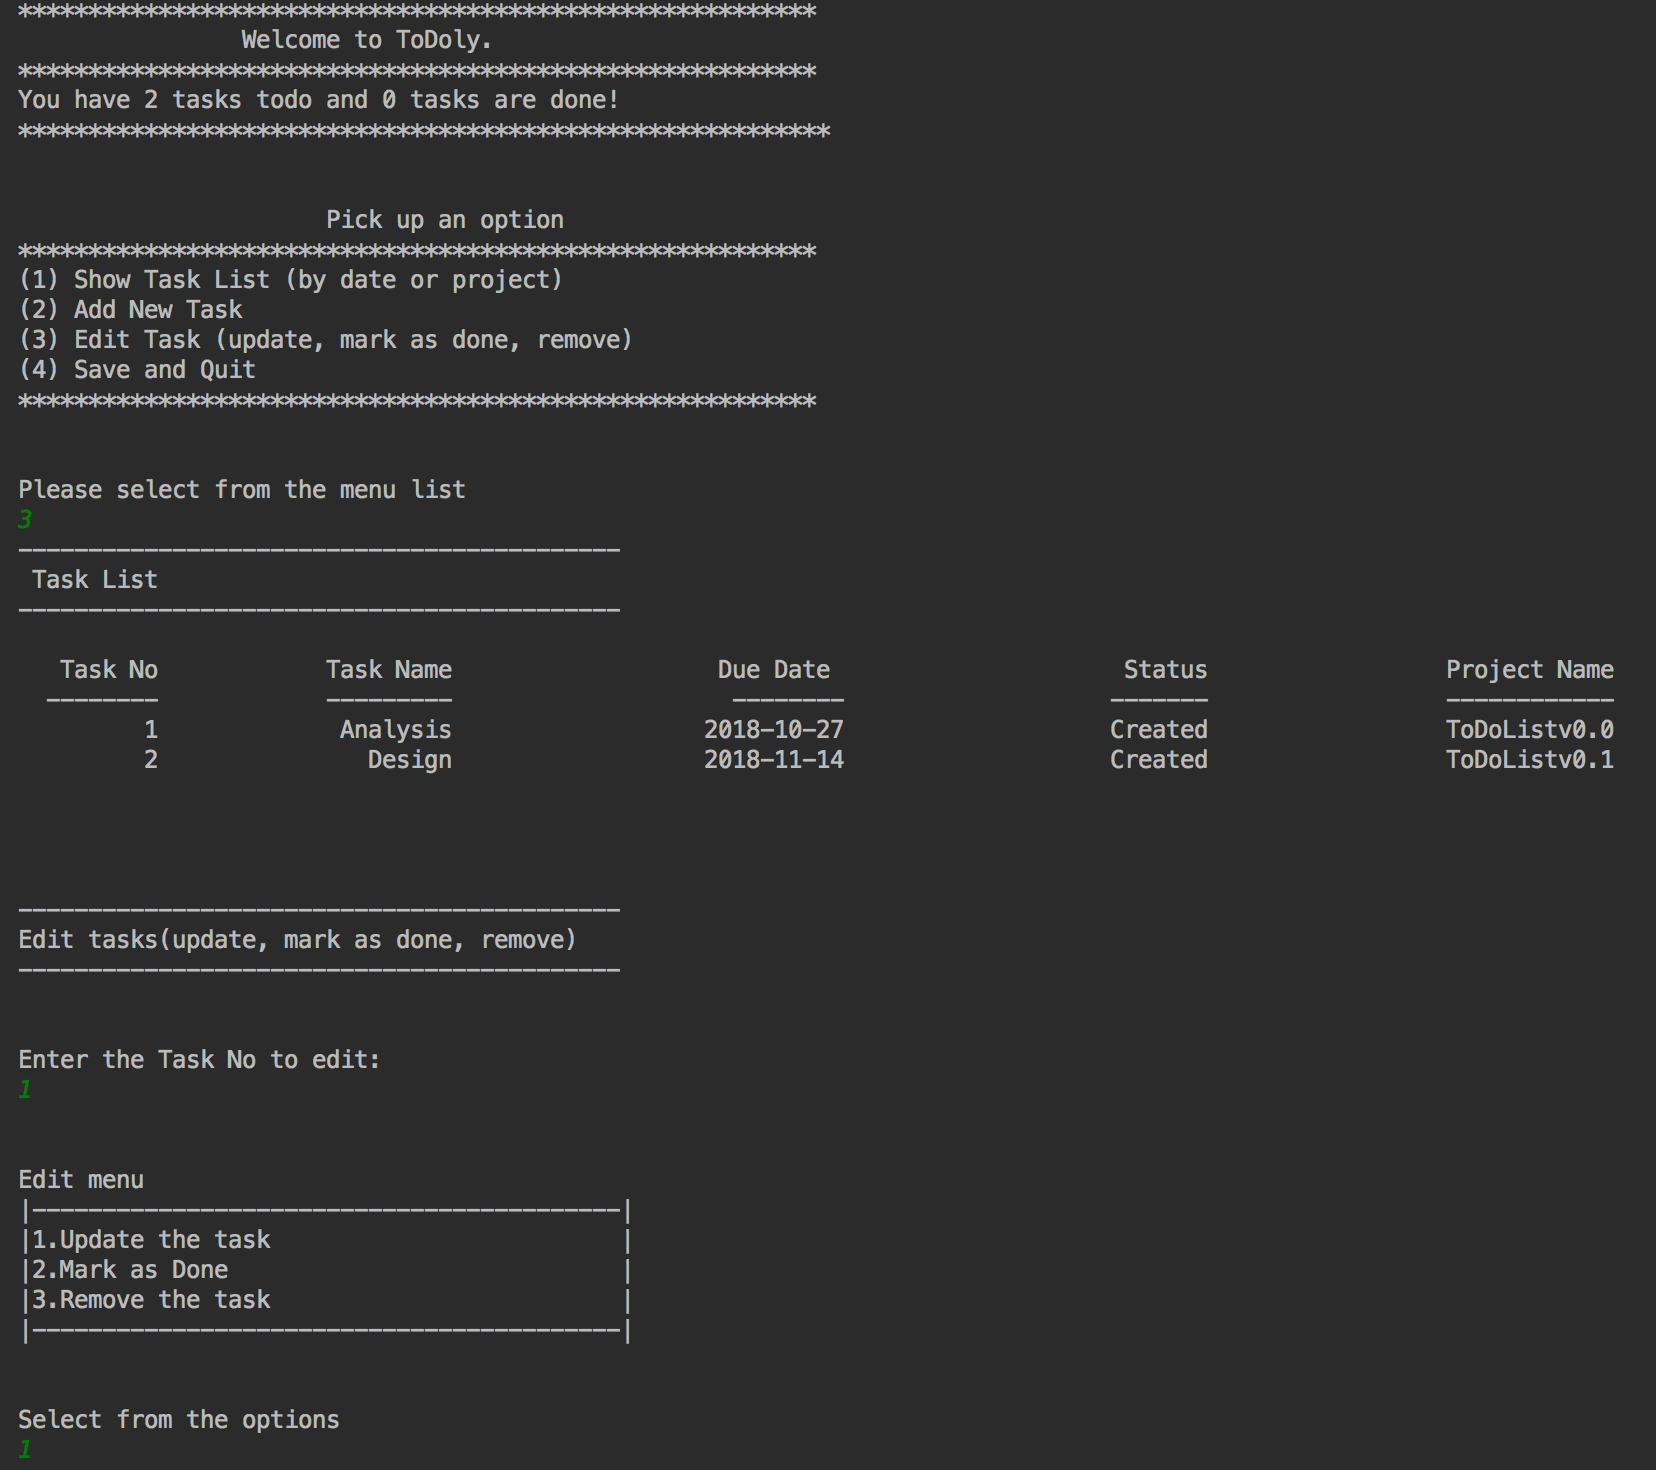 *********************************************************
Welcome to ToDoly.
*********************************************************
You have 2 tasks todo and 0 tasks are done!
**********************************************************
Pick up an option
*********************************************************
(1) Show Task List (by date or project)
(2) Add New Task
(3) Edit Task (update, mark as done, remove)
(4) Save and Quit
*********************************************************
Please select from the menu list
3
-------------------------------------------
Task List
-------------------------------------------
Task No Task Name Due Date Status Project Name
-------- --------- -------- ------- ------------
1 Analysis 2018-10-27 Created ToDoListv0.0
2 Design 2018-11-14 Created ToDoListv0.1
-------------------------------------------
Edit tasks(update, mark as done, remove)
-------------------------------------------
Enter the Task No to edit:
1
Edit menu
|------------------------------------------|
|1.Update the task |
|2.Mark as Done |
|3.Remove the task |
|------------------------------------------|
Select from the options
1